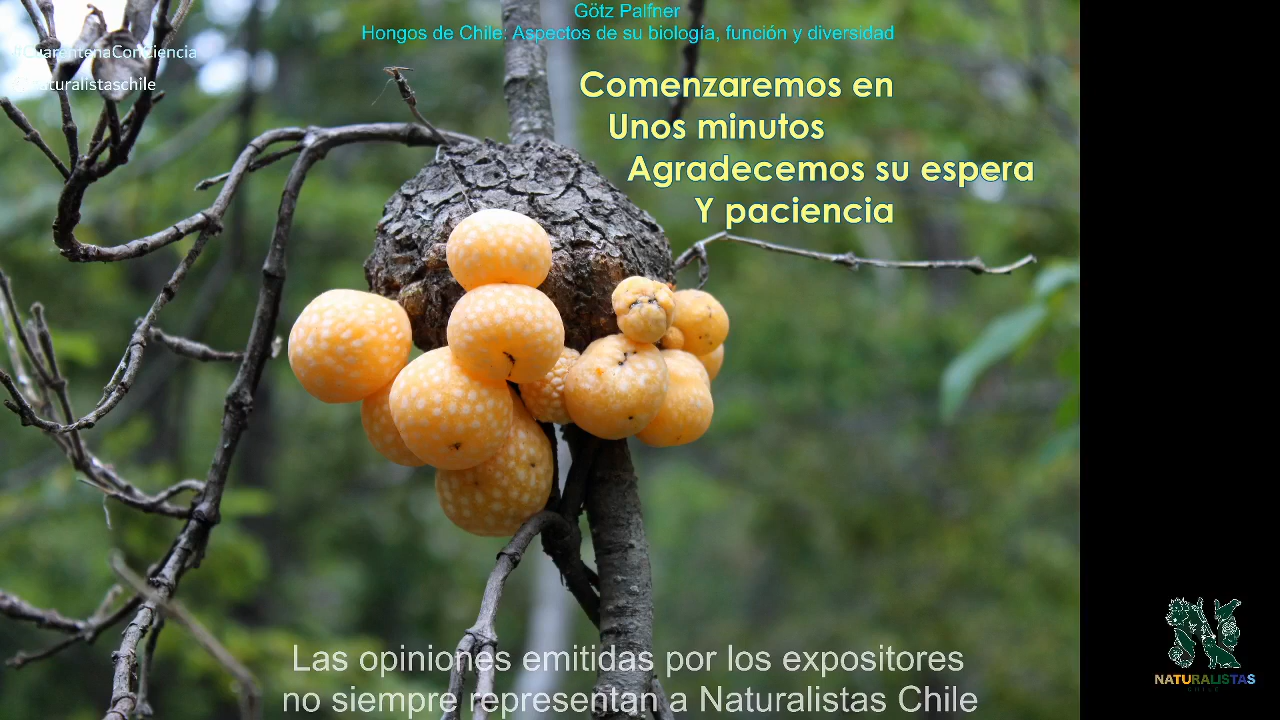 Götz Palfner
Hongos de Chile: Aspectos de su biología, función y diversidad
#CuarentenaConCiencia
@naturalistaschile
Comenzaremos en
Unos minutos
Agradecemos su espera
Y paciencia
Las opiniones emitidas por los expositores
no siempre representan a Naturalistas Chile
NATURALISTAS
CHILE